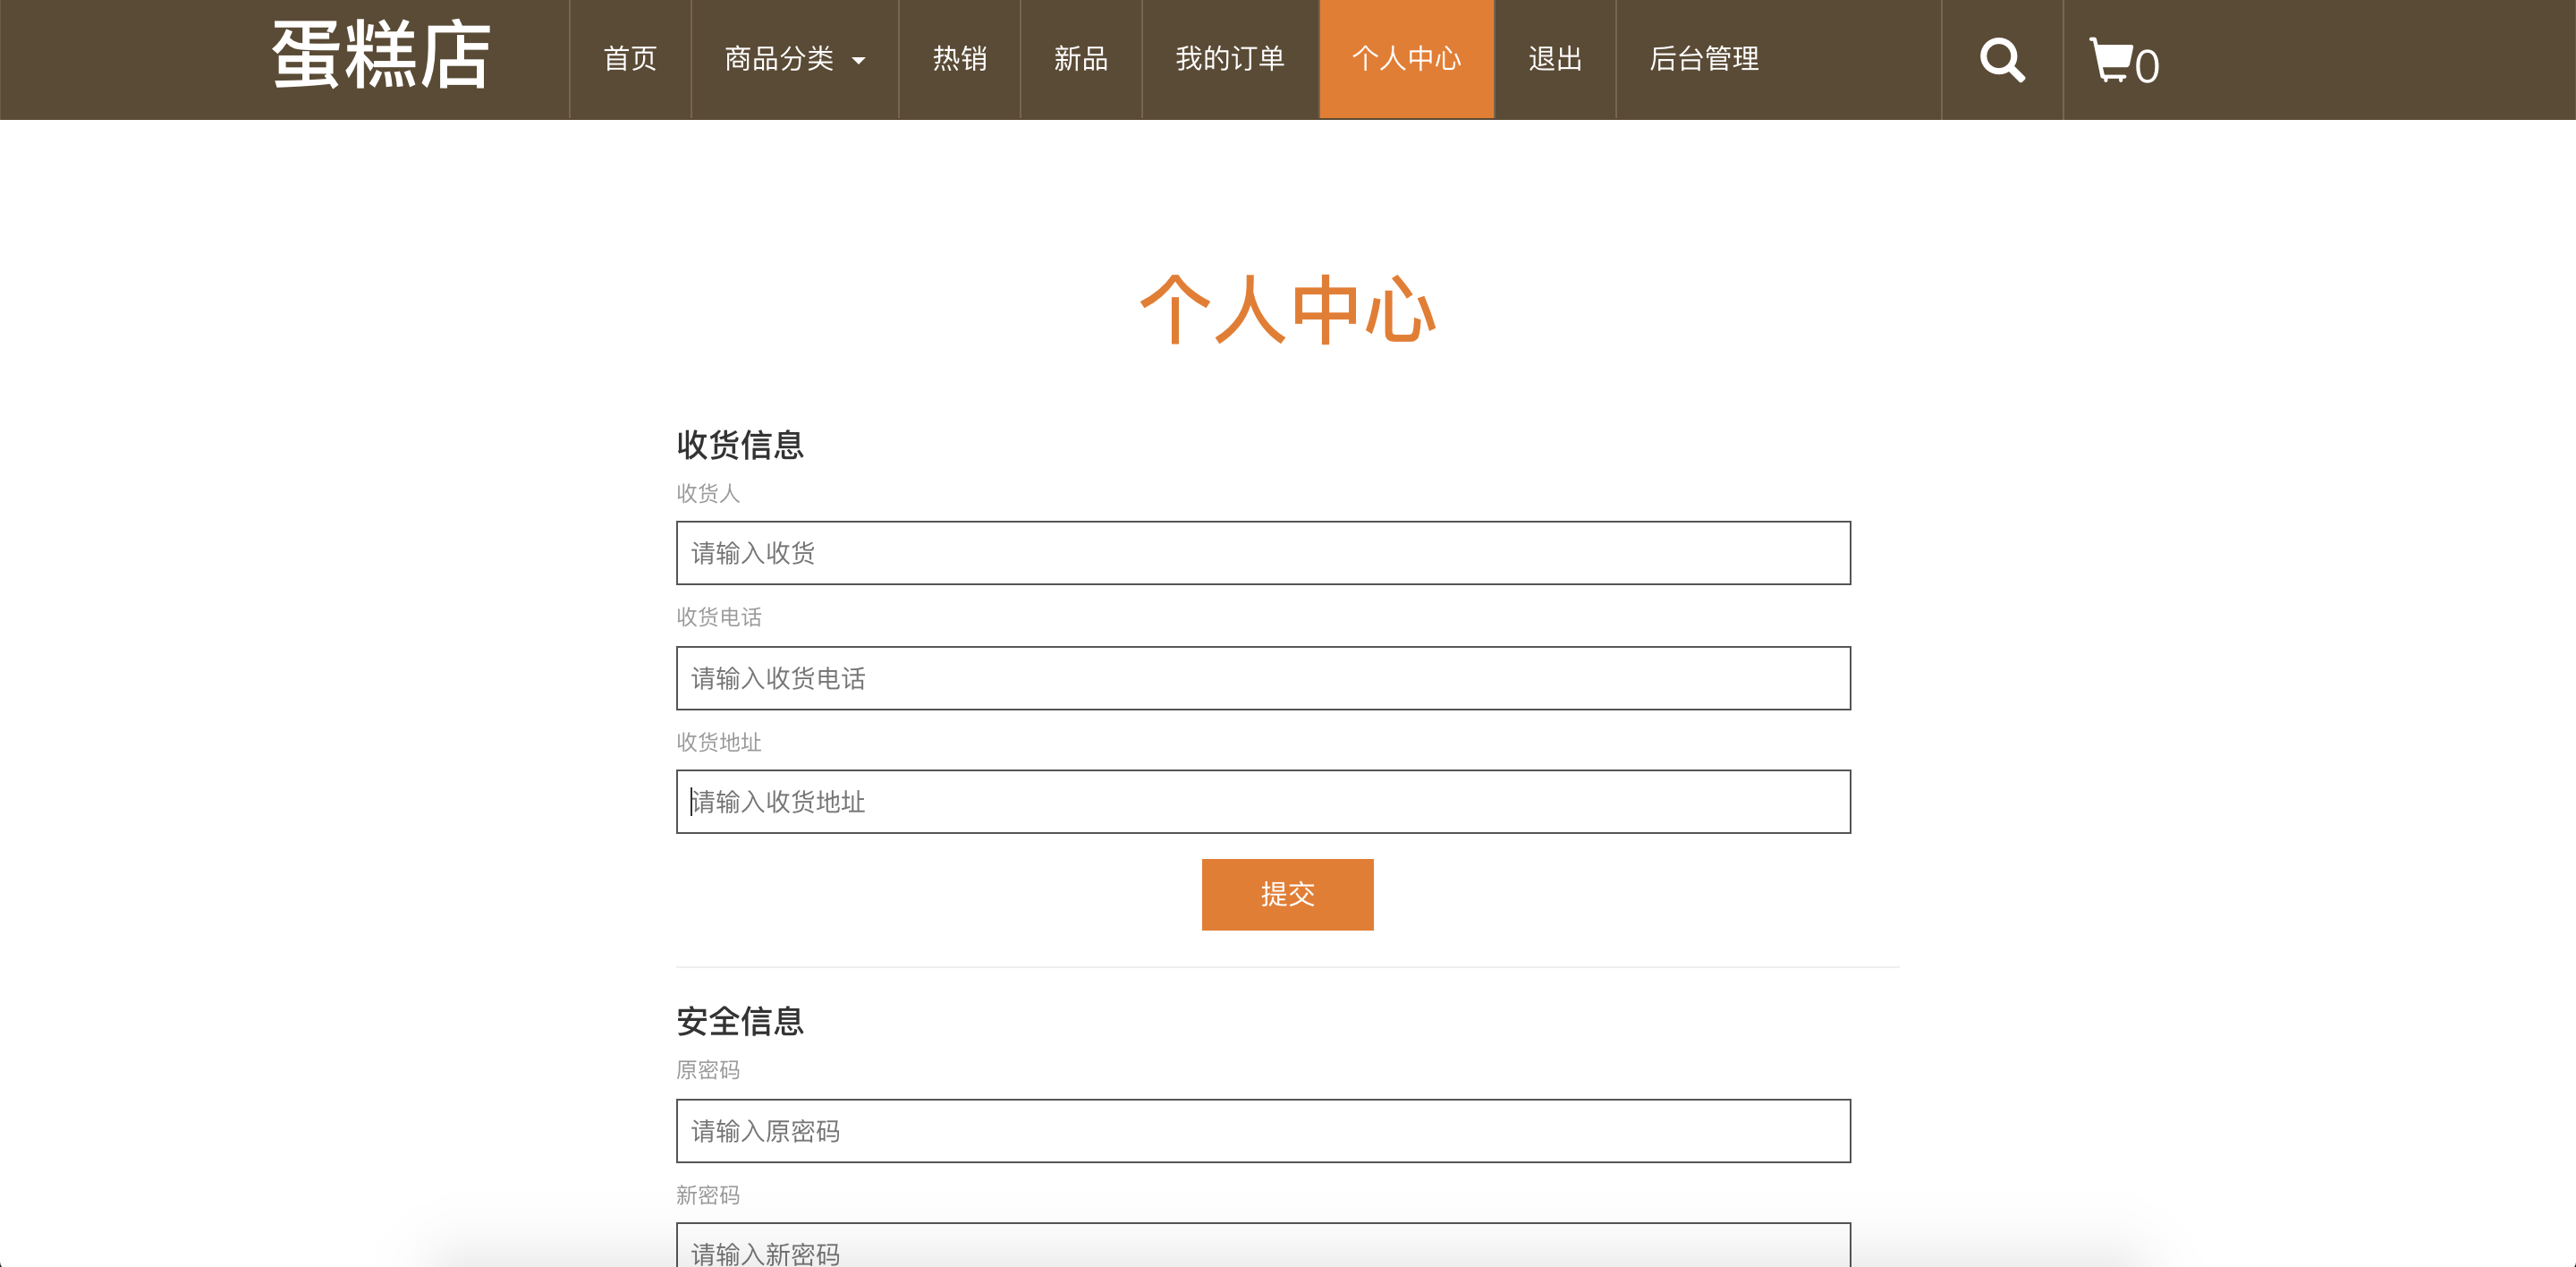 蛋糕店 首页 商品分类 热销 新品 我的订单 个人中心 退出 后台管理 0
个人中心
收货信息
收货人
请输入收货
收货电话
请输入收货电话
收货地址
请输入收货地址
提交
安全信息
原密码
请输入原密码
新密码
请输入新密码